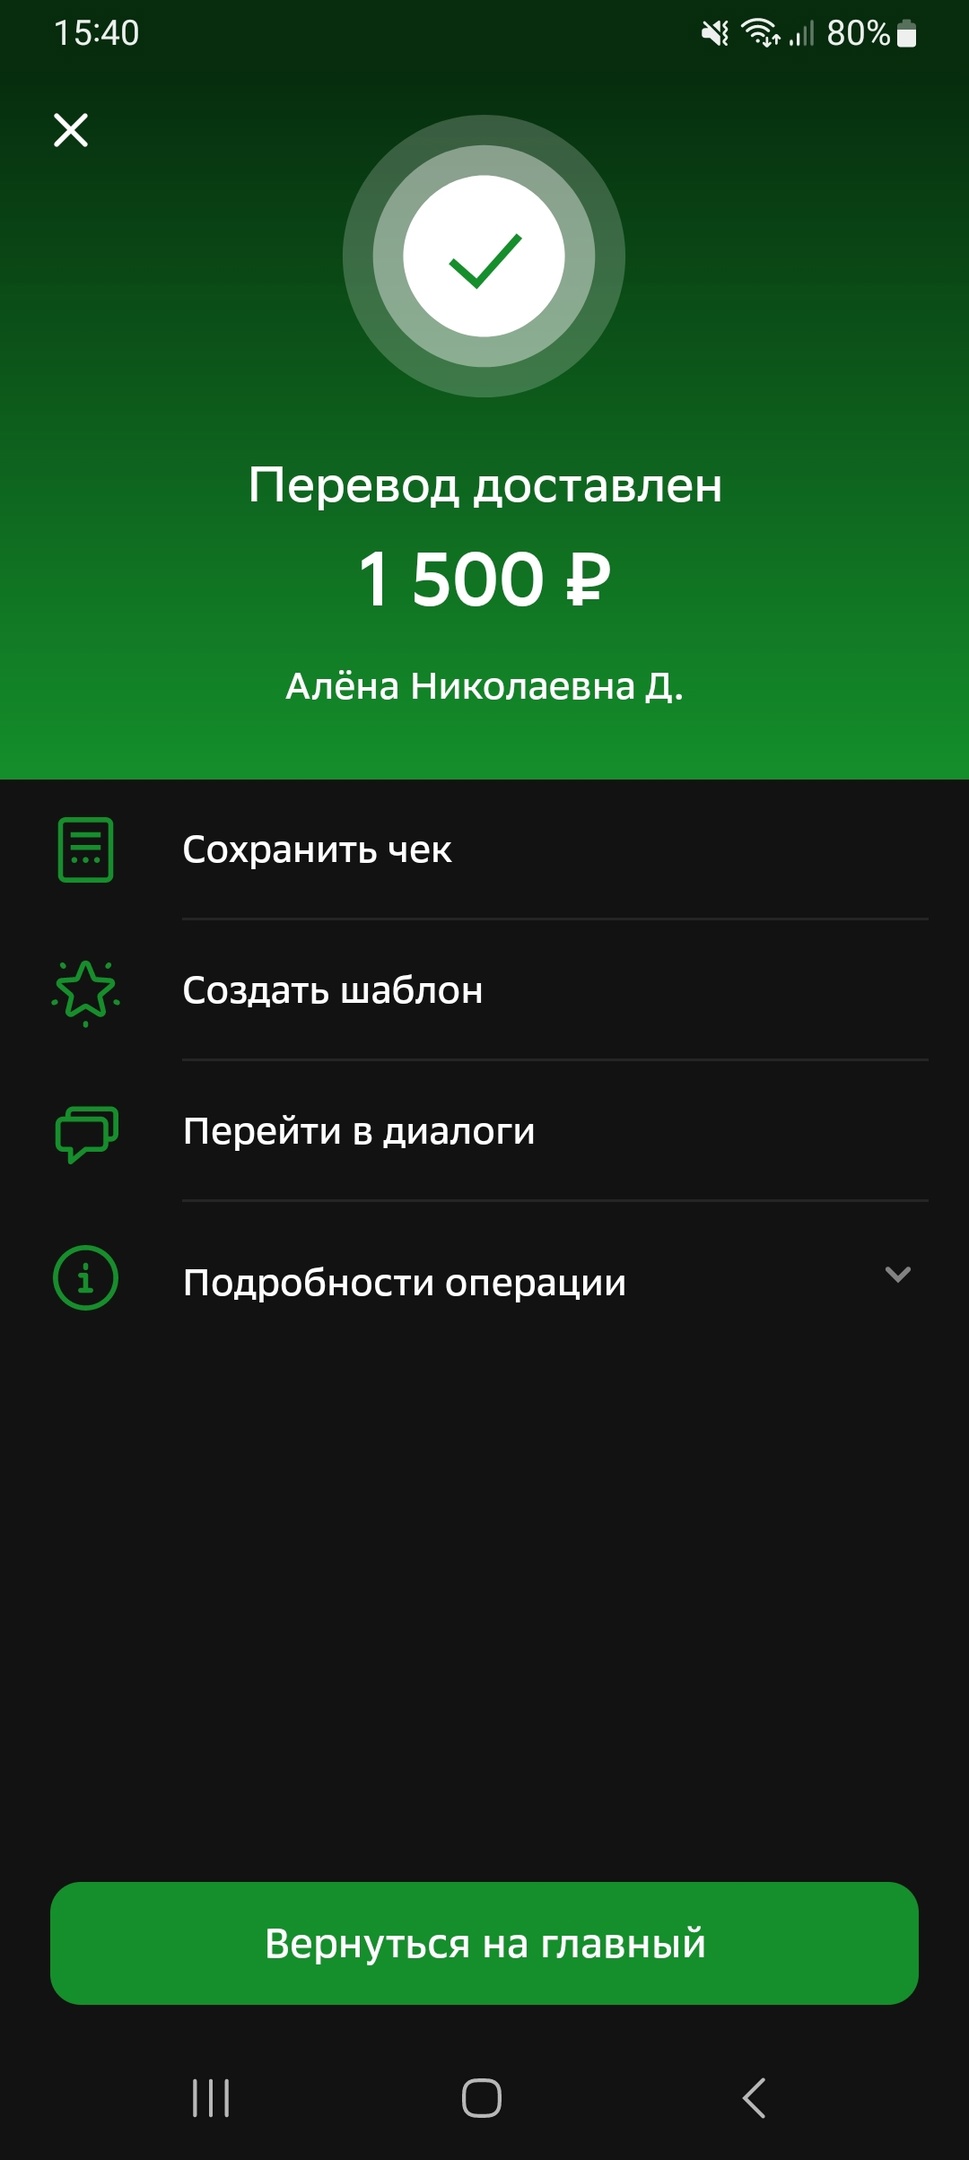 15:40
80%
Перевод доставлен
1 500 ₽
Алёна Николаевна Д.
Сохранить чек
Создать шаблон
Перейти в диалоги
Подробности операции
Вернуться на главный